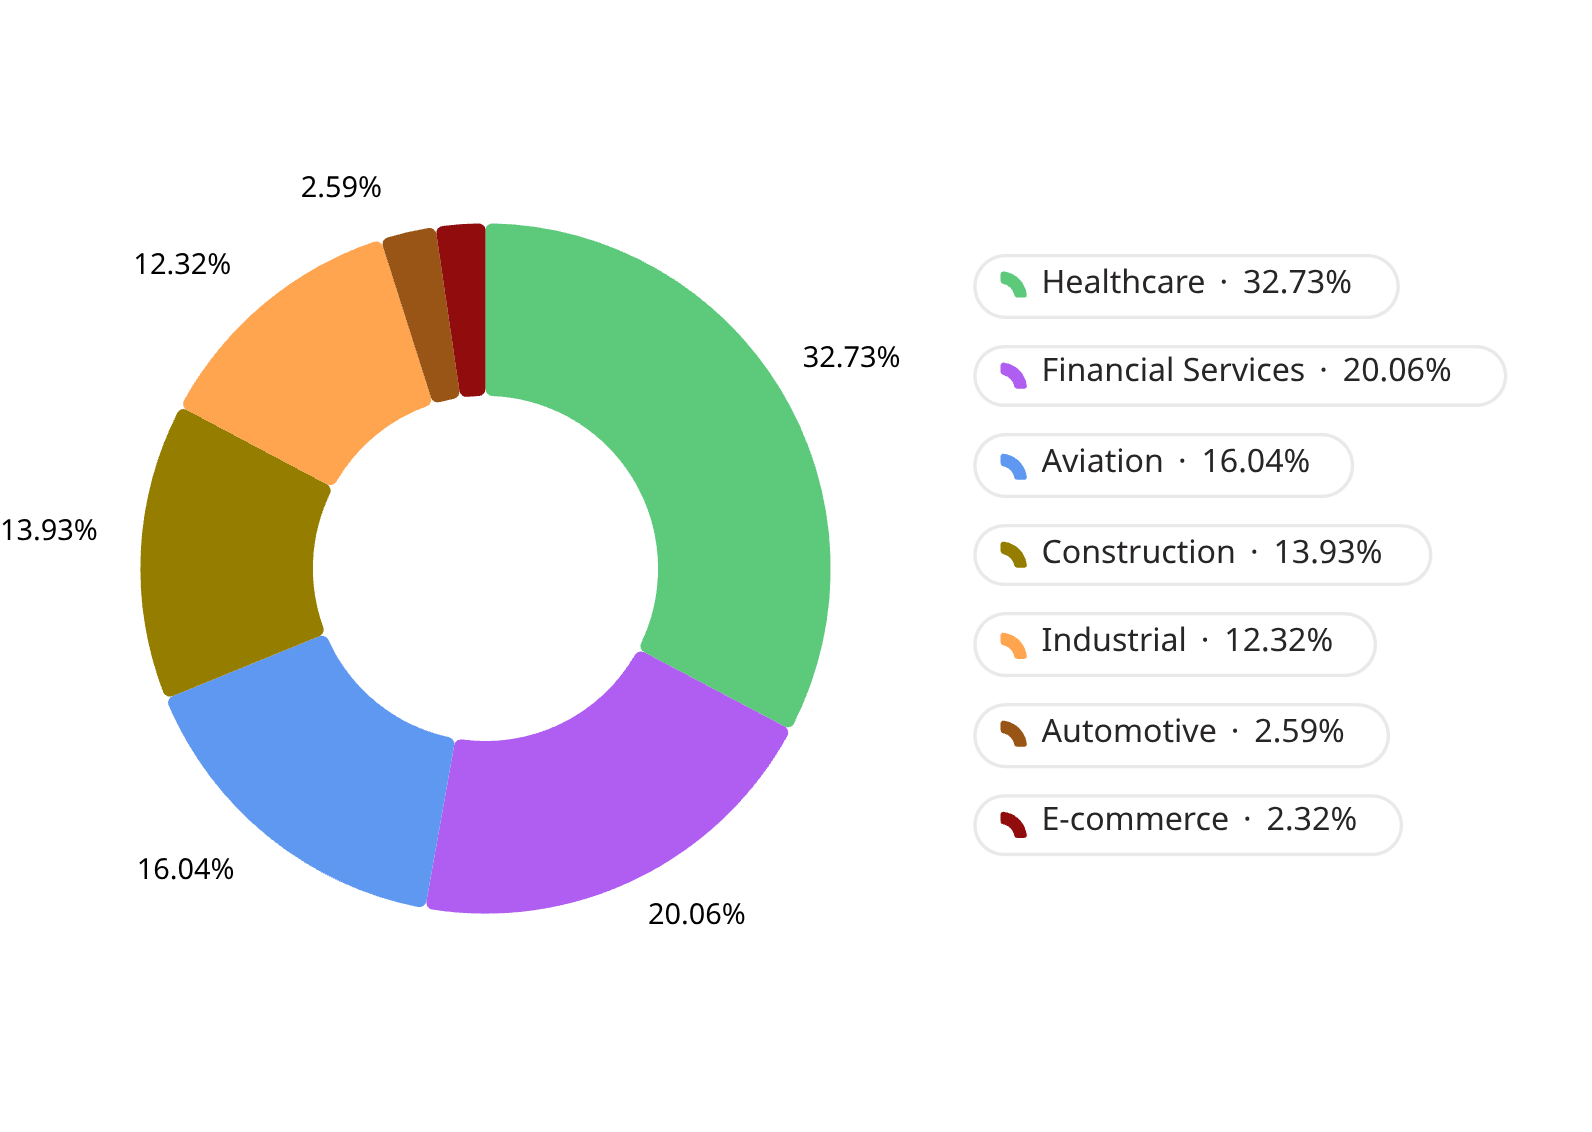 2.59%
12.32%
32.73%
13.93%
16.04%
20.06%
Healthcare · 32.73%
Financial Services · 20.06%
Aviation · 16.04%
Construction · 13.93%
Industrial · 12.32%
Automotive · 2.59%
E-commerce · 2.32%